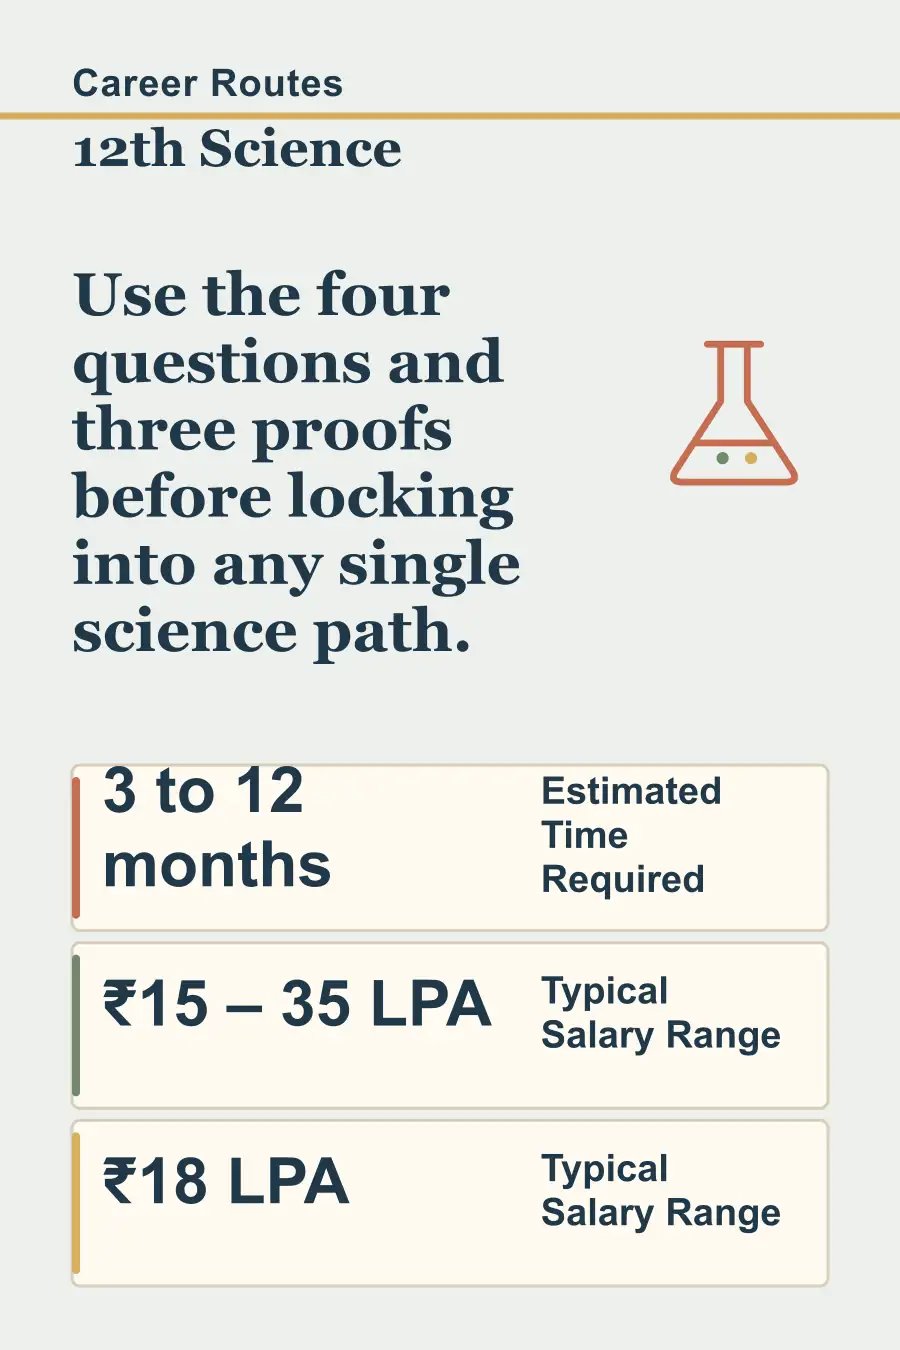 Career Routes
12th Science
Use the four
questions and
three proofs
before locking
into any single
science path.
3 to 12
months
Estimated
Time
Required
₹15 – 35 LPA
Typical
Salary Range
₹18 LPA
Typical
Salary Range